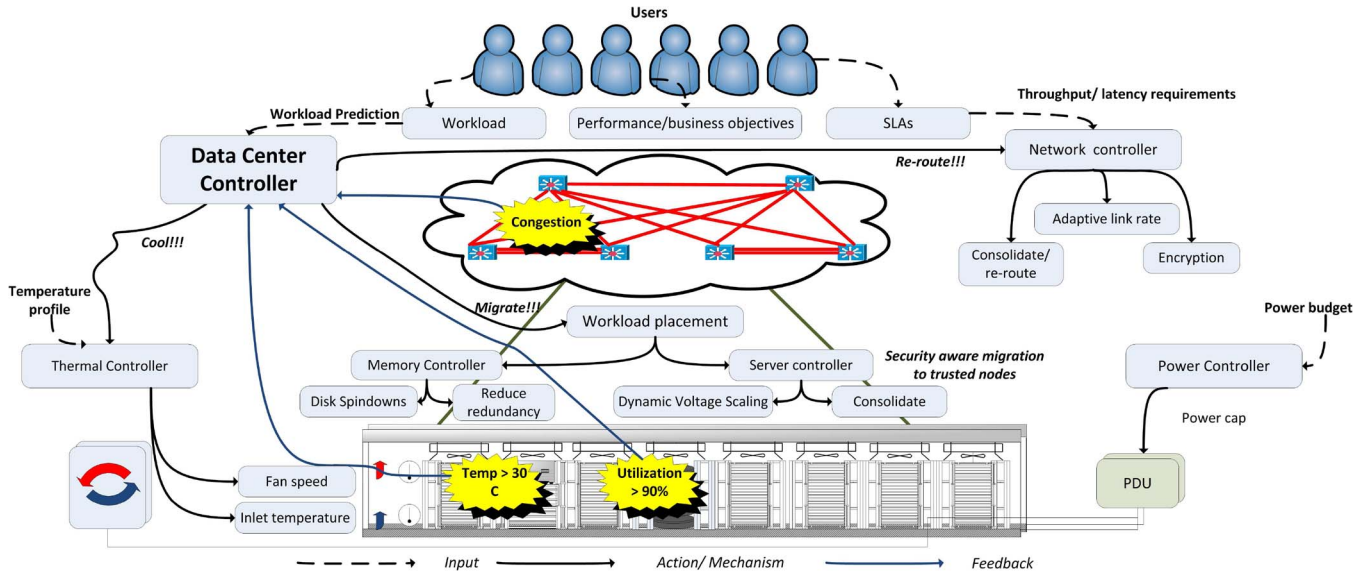 Users
Throughput/ latency requirements
Workload Prediction
Workload
Performance/business objectives
SLAs
Data Center
Controller
Re-route!!!
Network controller
Congestion
Adaptive link rate
Cool!!!
Consolidate/
re-route
Encryption
Temperature
profile
Migrate!!!
Workload placement
Power budget
Thermal Controller
Memory Controller
Server controller
Security aware migration
to trusted nodes
Power Controller
Disk Spindowns
Reduce
redundancy
Dynamic Voltage Scaling
Consolidate
Power cap
Fan speed
Temp > 30
C
Utilization
> 90%
PDU
Inlet temperature
Input
Action/ Mechanism
Feedback